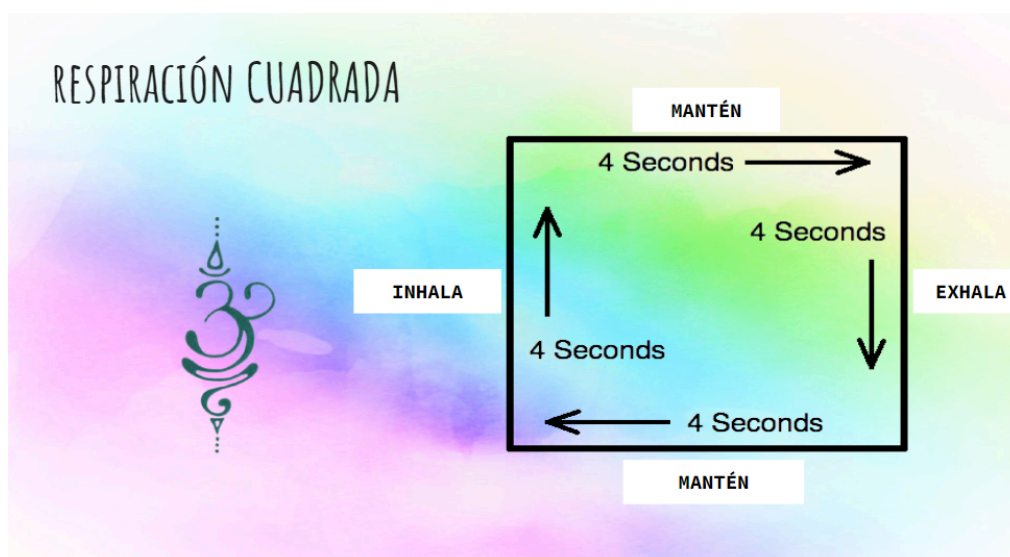 RESPIRACIÓN CUADRADA
MANTÉN
4 Seconds
4 Seconds
INHALA
EXHALA
4 Seconds
4 Seconds
MANTÉN